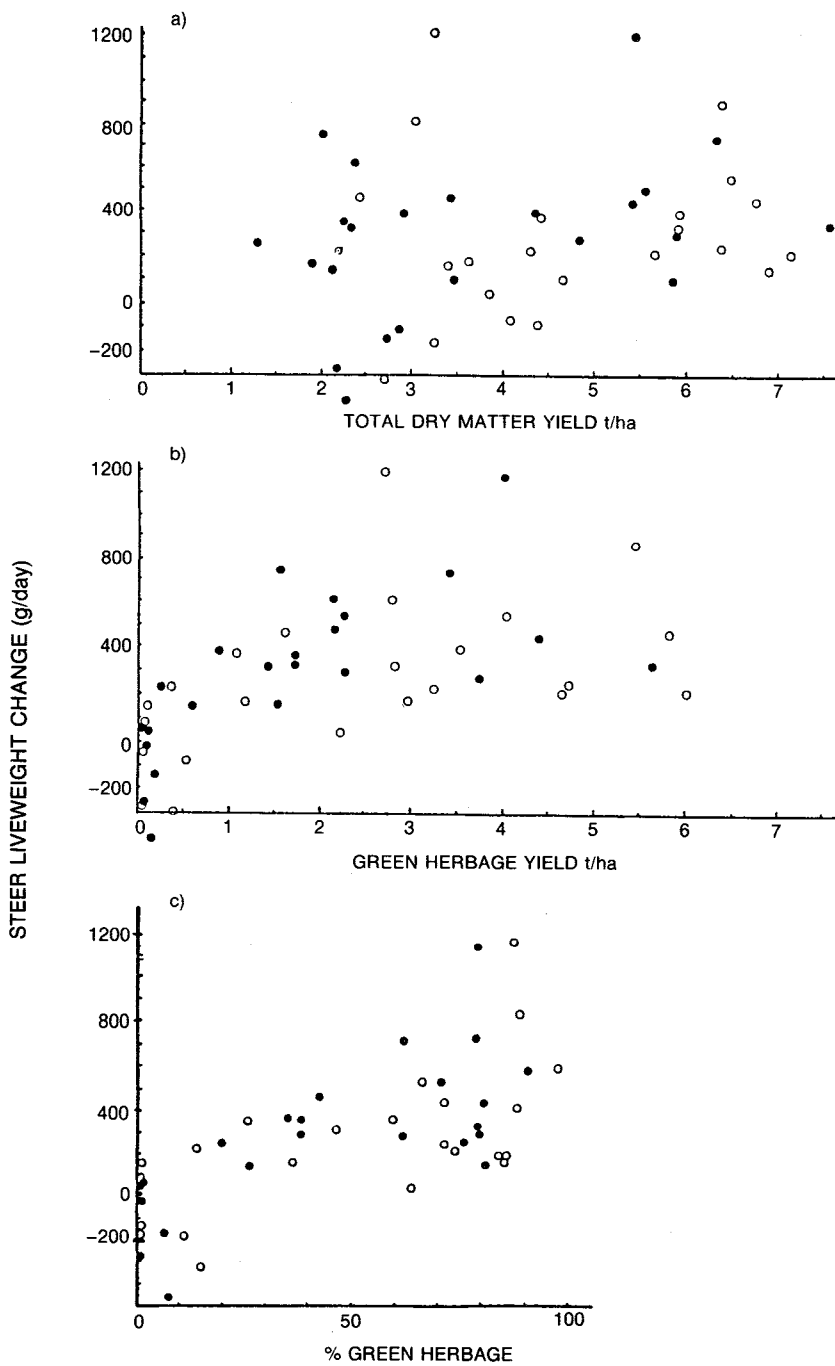 a)
1200
800
400
0
−200
0 1 2 3 4 5 6 7
TOTAL DRY MATTER YIELD t/ha
b)
1200
800
400
0
−200
0 1 2 3 4 5 6 7
GREEN HERBAGE YIELD t/ha
STEER LIVEWEIGHT CHANGE (g/day)
c)
1200
800
400
0
−200
0 50 100
% GREEN HERBAGE